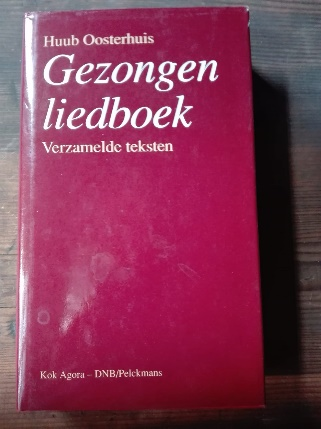 Huub Oosterhuis
Gezongen
liedboek
Verzamelde teksten
Kok Agora – DNB/Pelckmans